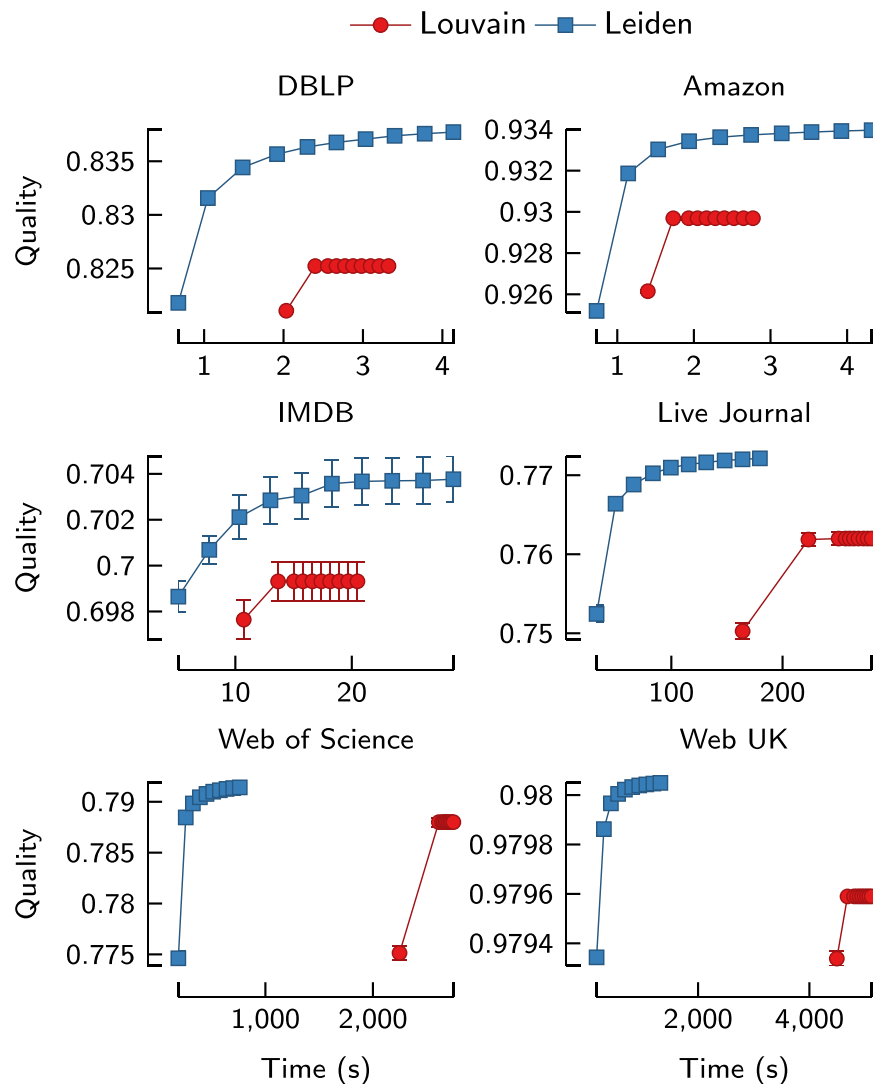 Louvain Leiden
DBLP Amazon
Quality
0.835
0.83
0.825
1 2 3 4
0.934
0.932
0.93
0.928
0.926
1 2 3 4
IMDB Live Journal
Quality
0.704
0.702
0.7
0.698
10 20
0.77
0.76
0.75
100 200
Web of Science Web UK
Quality
0.79
0.785
0.78
0.775
1,000 2,000
Time (s)
0.98
0.9798
0.9796
0.9794
2,000 4,000
Time (s)